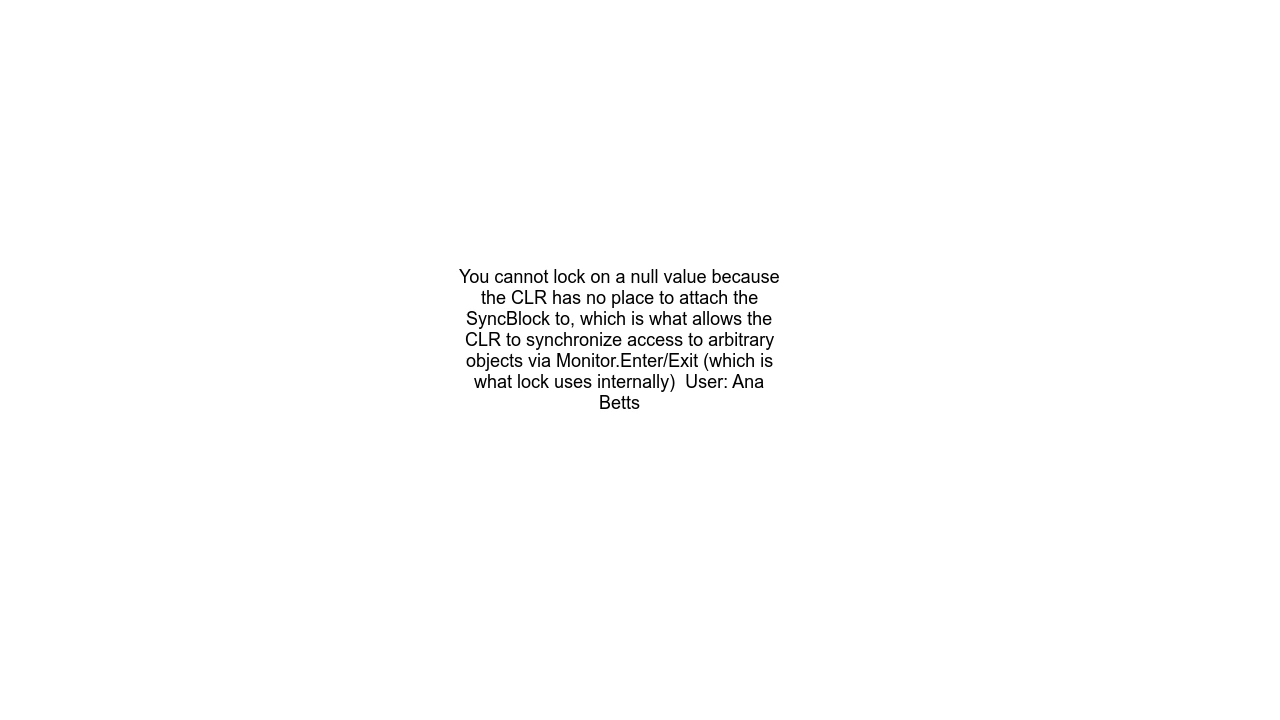 You cannot lock on a null value because
the CLR has no place to attach the
SyncBlock to, which is what allows the
CLR to synchronize access to arbitrary
objects via Monitor.Enter/Exit (which is
what lock uses internally)  User: Ana
Betts